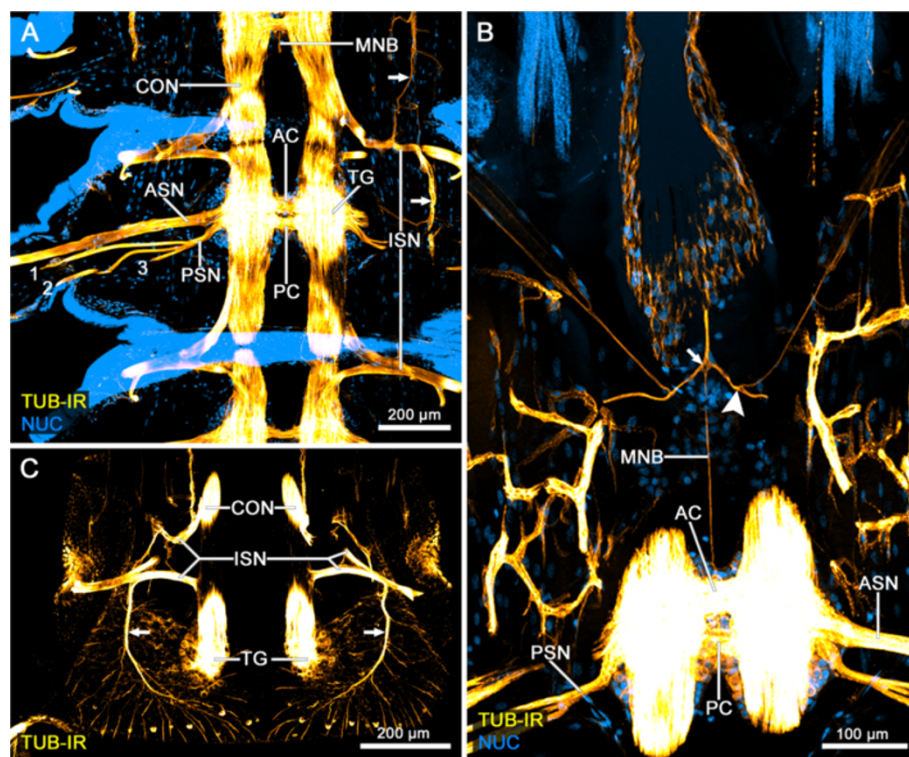 A
MNB
CON
AC
TG
ASN
ISN
1
3
PSN
2
PC
TUB-IR
NUC
200 µm
B
MNB
AC
ASN
PSN
PC
TUB-IR
NUC
100 µm
C
CON
ISN
TG
TUB-IR
200 µm